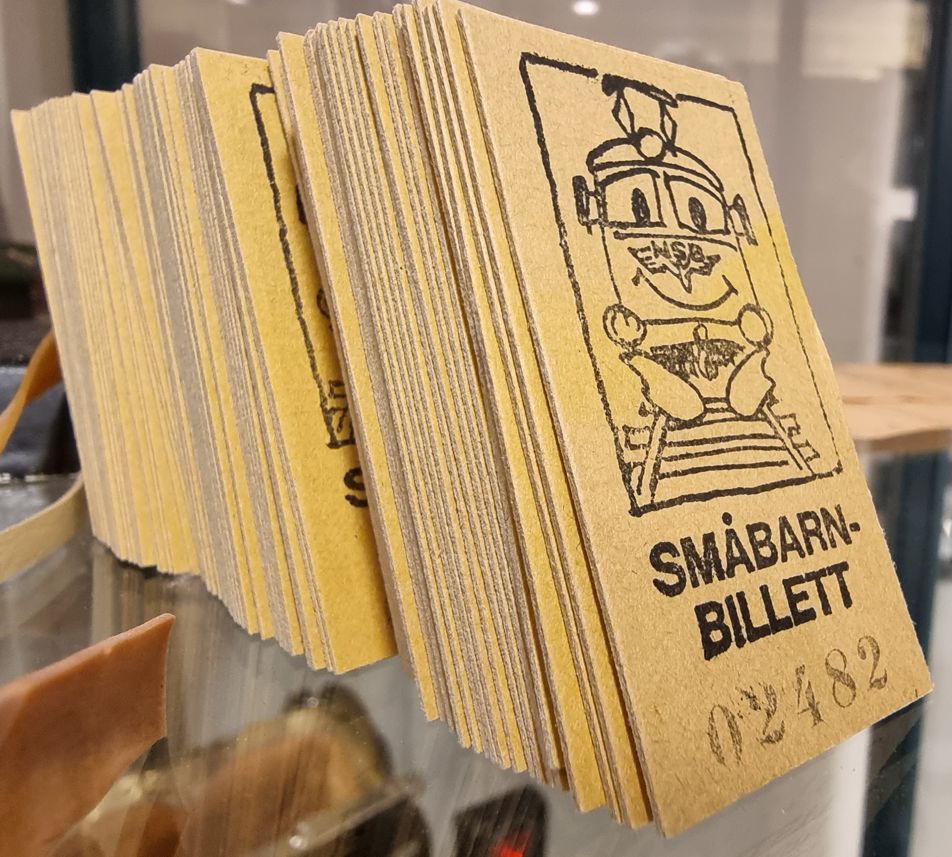 NSB
SMÅBARN-
BILLETT
02482